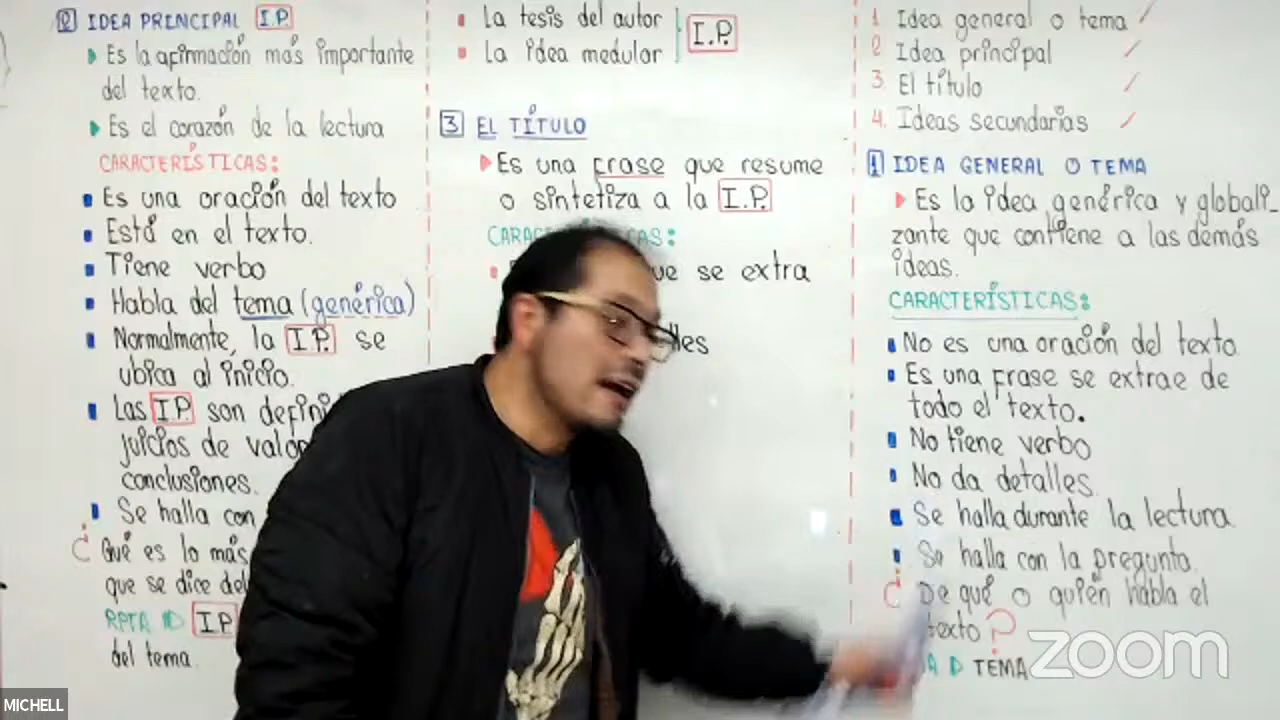 2 IDEA PRINCIPAL I.P.
Es la afirmación más importante
del texto.
Es el corazón de la lectura
CARACTERÍSTICAS:
Es una oración del texto
Está en el texto.
Tiene verbo
Habla del tema (genérica)
Normalmente, la I.P. se
ubica al inicio.
Las I.P. son
juicios de valor
conclusiones.
Se halla con
¿Qué es lo más
que se dice del
RPTA I.P.
del tema.
La tesis del autor
La idea medular
I.P.
3 EL TÍTULO
Es una frase que resume
o sintetiza a la I.P.
que se extra
1 Idea general o tema
2 Idea principal
3. El título
4. Ideas secundarias
1 IDEA GENERAL O TEMA
Es la idea genérica y globali_
zante que contiene a las demás
ideas.
CARACTERÍSTICAS:
No es una oración del texto
Es una frase se extrae de
todo el texto.
No tiene verbo
No da detalles.
Se halla durante la lectura
Se halla con la pregunta.
¿De qué o quién habla el
texto?
TEMA
zoom
MICHELL